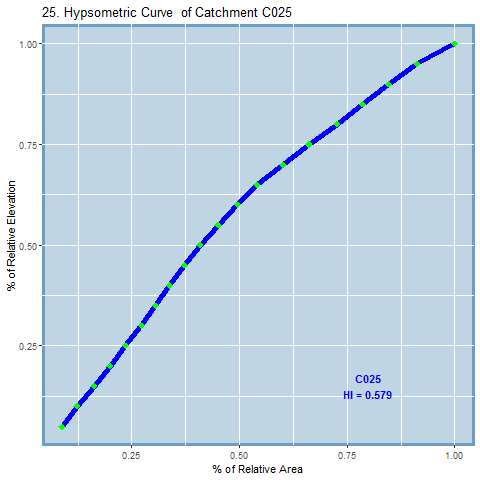 25. Hypsometric Curve  of Catchment C025
1.00
0.75
0.50
0.25
% of Relative Elevation
C025
HI = 0.579
0.25
0.50
0.75
1.00
% of Relative Area